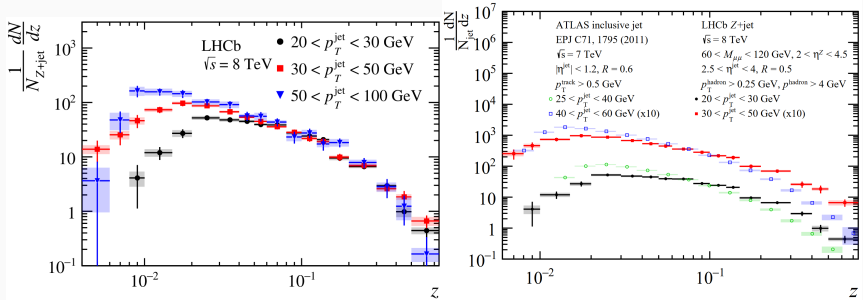 1/N_{Z+jet} dN/dz
10^3
10^2
10
1
10^{−1}
LHCb
√s = 8 TeV
20 < p_T^{jet} < 30 GeV
30 < p_T^{jet} < 50 GeV
50 < p_T^{jet} < 100 GeV
10^{−2}
10^{−1}
z
1/N_{jet} dN/dz
10^7
10^6
10^5
10^4
10^3
10^2
10
1
10^{−1}
ATLAS inclusive jet
EPJ C71, 1795 (2011)
√s = 7 TeV
|η^{jet}| < 1.2, R = 0.6
p_T^{track} > 0.5 GeV
25 < p_T^{jet} < 40 GeV
40 < p_T^{jet} < 60 GeV (x10)
LHCb Z+jet
√s = 8 TeV
60 < M_{μμ} < 120 GeV, 2 < η^Z < 4.5
2.5 < η^{jet} < 4, R = 0.5
p_T^{hadron} > 0.25 GeV, p^{hadron} > 4 GeV
20 < p_T^{jet} < 30 GeV
30 < p_T^{jet} < 50 GeV (x10)
10^{−2}
10^{−1}
z